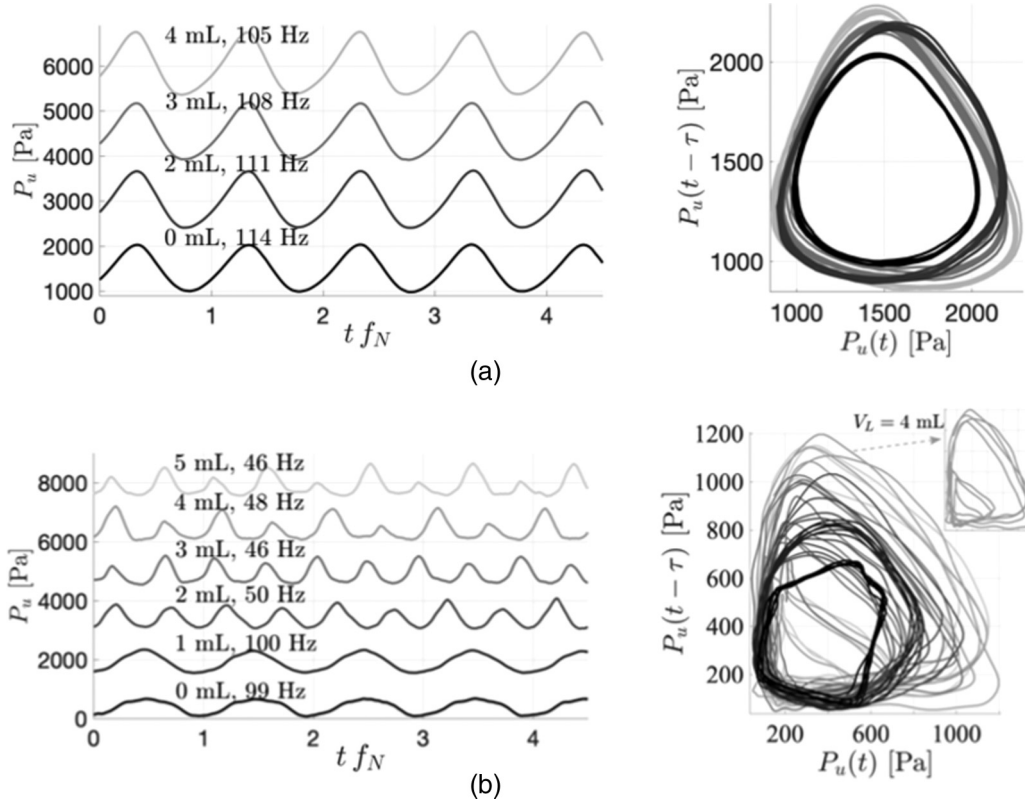 4 mL, 105 Hz
3 mL, 108 Hz
2 mL, 111 Hz
0 mL, 114 Hz
6000
5000
4000
3000
2000
1000
P_u [Pa]
0
1
2
3
4
t f_N
2000
1500
1000
P_u(t − τ) [Pa]
1000
1500
2000
P_u(t) [Pa]
(a)
5 mL, 46 Hz
4 mL, 48 Hz
3 mL, 46 Hz
2 mL, 50 Hz
1 mL, 100 Hz
0 mL, 99 Hz
8000
6000
4000
2000
0
P_u [Pa]
0
1
2
3
4
t f_N
V_L = 4 mL
1200
1000
800
600
400
200
P_u(t − τ) [Pa]
200
600
1000
P_u(t) [Pa]
(b)